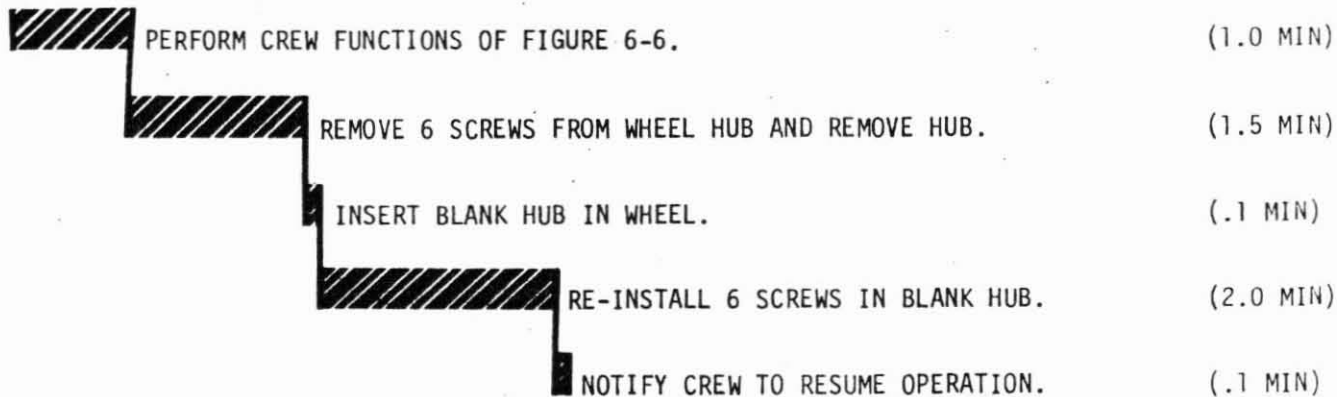 PERFORM CREW FUNCTIONS OF FIGURE 6-6. (1.0 MIN)
REMOVE 6 SCREWS FROM WHEEL HUB AND REMOVE HUB. (1.5 MIN)
INSERT BLANK HUB IN WHEEL. (.1 MIN)
RE-INSTALL 6 SCREWS IN BLANK HUB. (2.0 MIN)
NOTIFY CREW TO RESUME OPERATION. (.1 MIN)